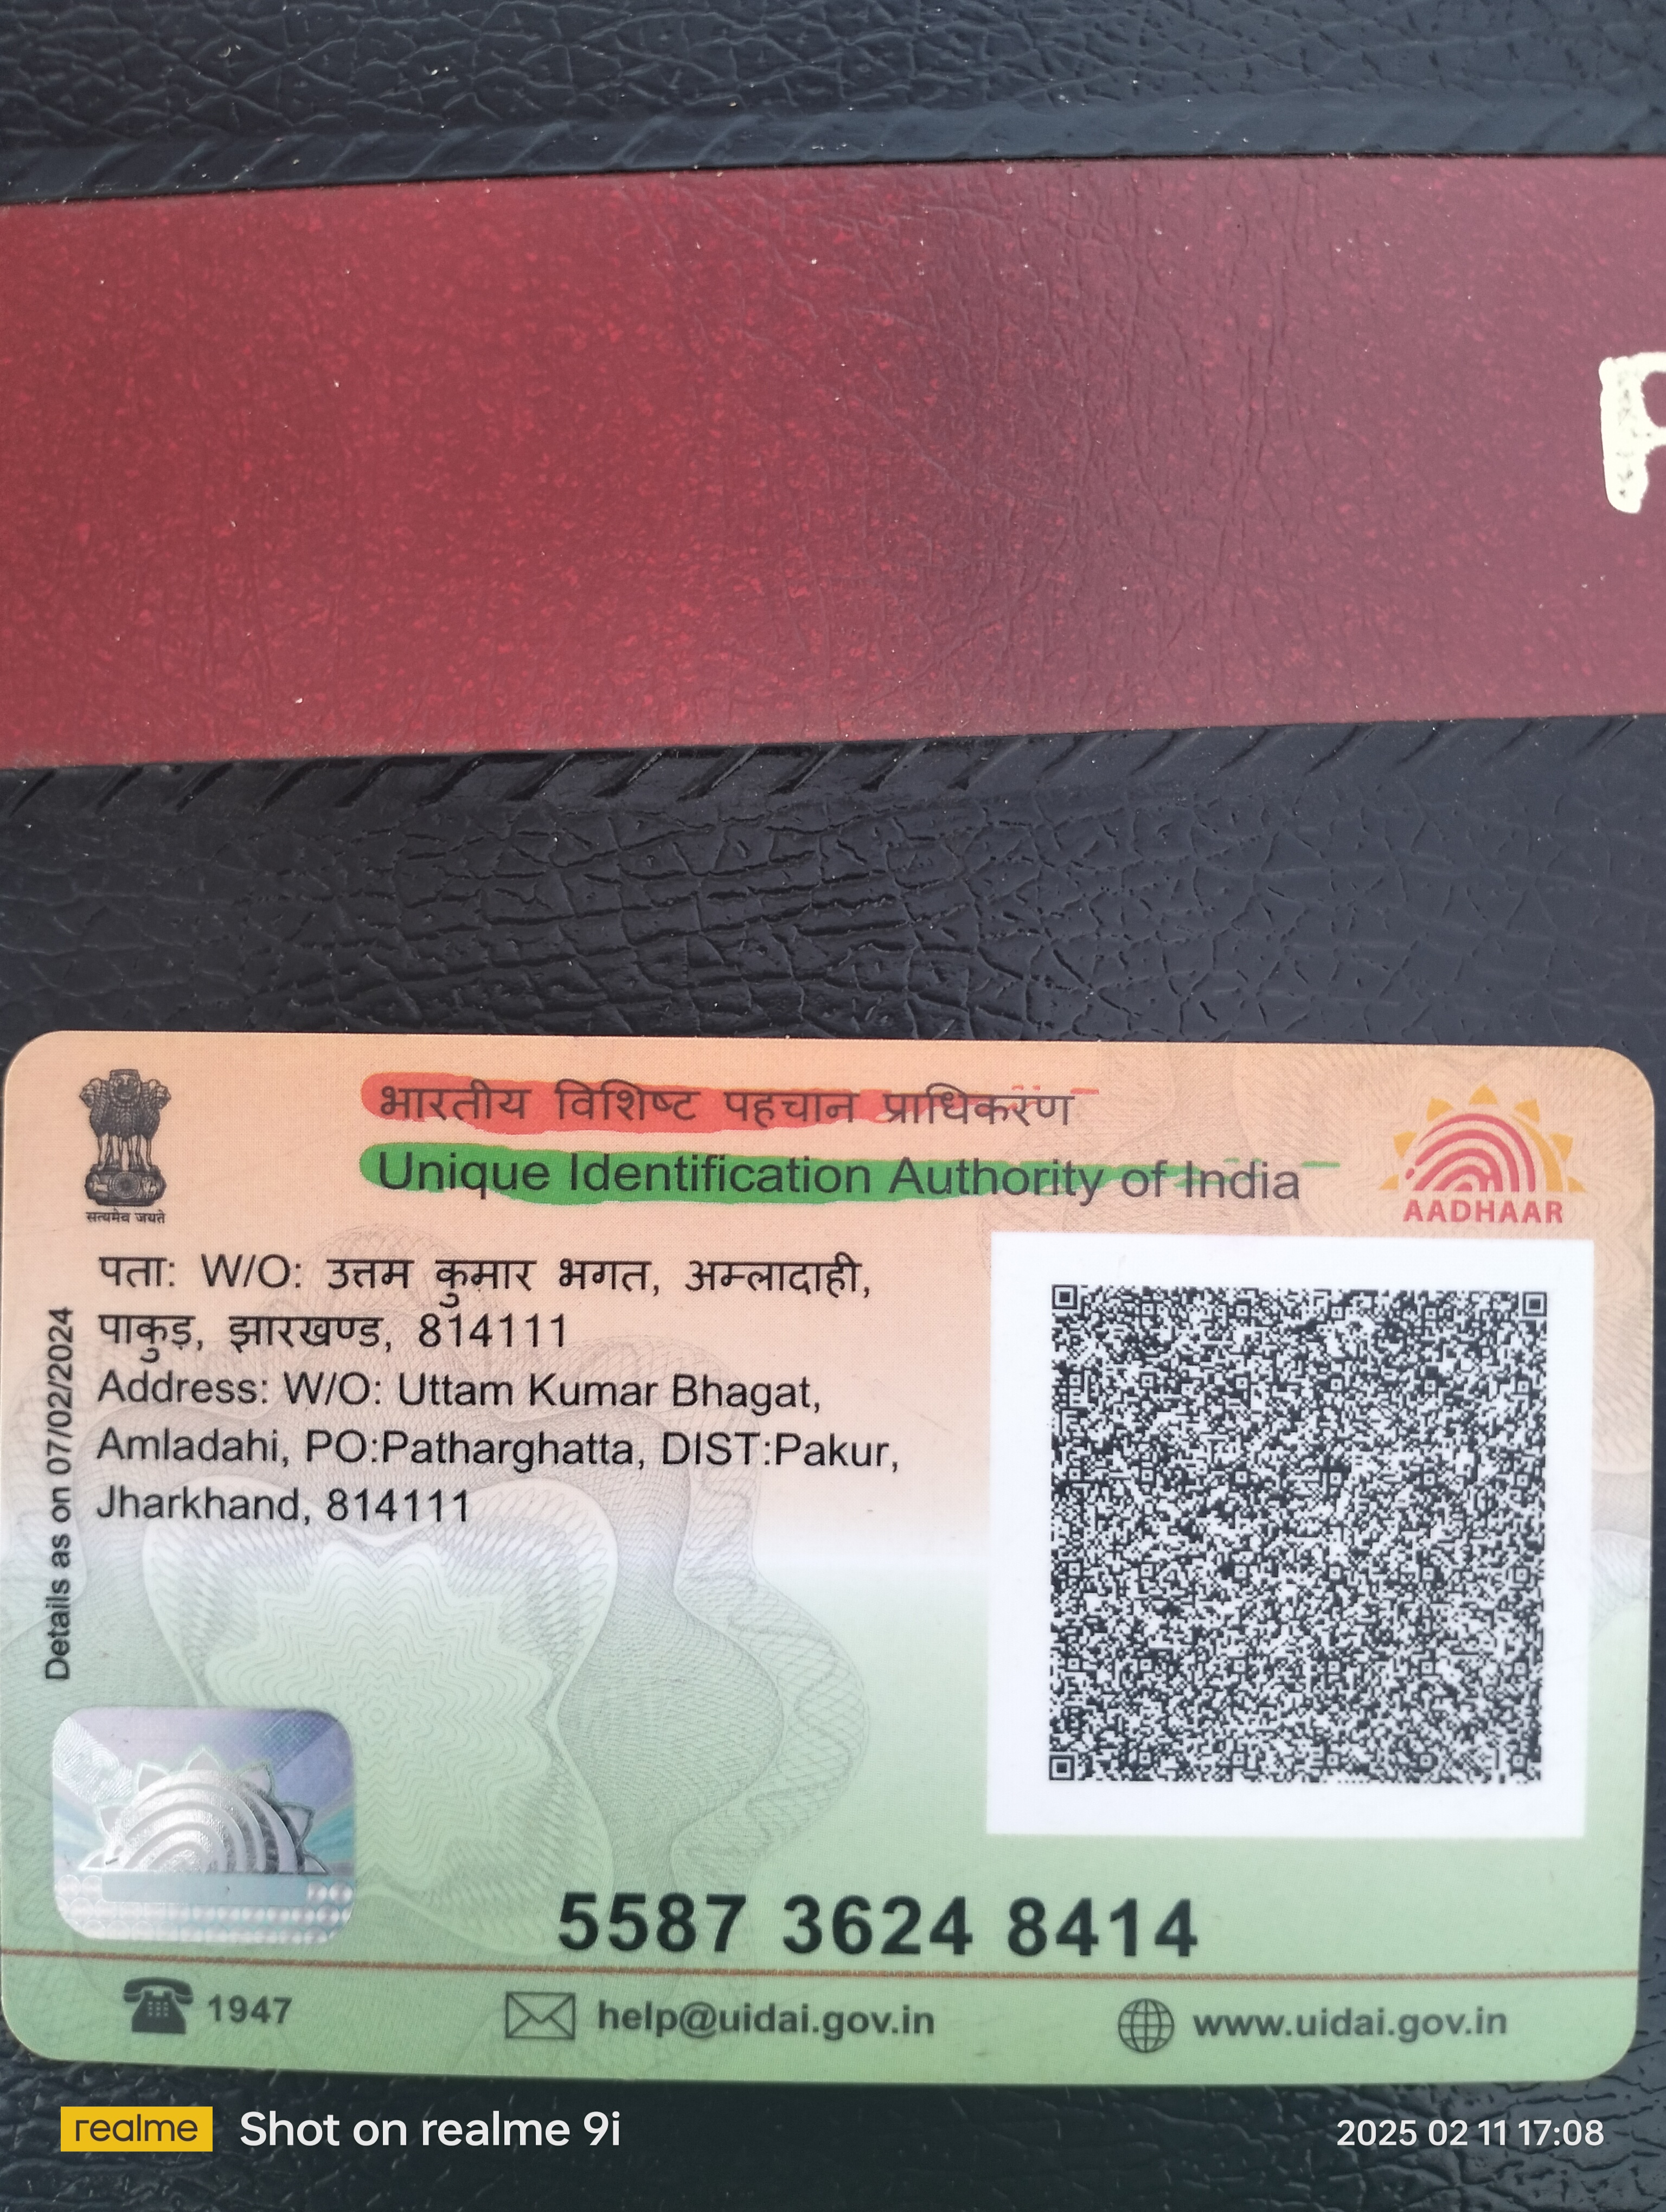 भारतीय विशिष्ट पहचान प्राधिकरण
Unique Identification Authority of India
सत्यमेव जयते
AADHAAR
पता: W/O: उत्तम कुमार भगत, अम्लादाही,
पाकुड़, झारखण्ड, 814111
Address: W/O: Uttam Kumar Bhagat,
Amladahi, PO:Patharghatta, DIST:Pakur,
Jharkhand, 814111
Details as on 07/02/2024
5587 3624 8414
1947
help@uidai.gov.in
www.uidai.gov.in
realme
Shot on realme 9i
2025 02 11 17:08